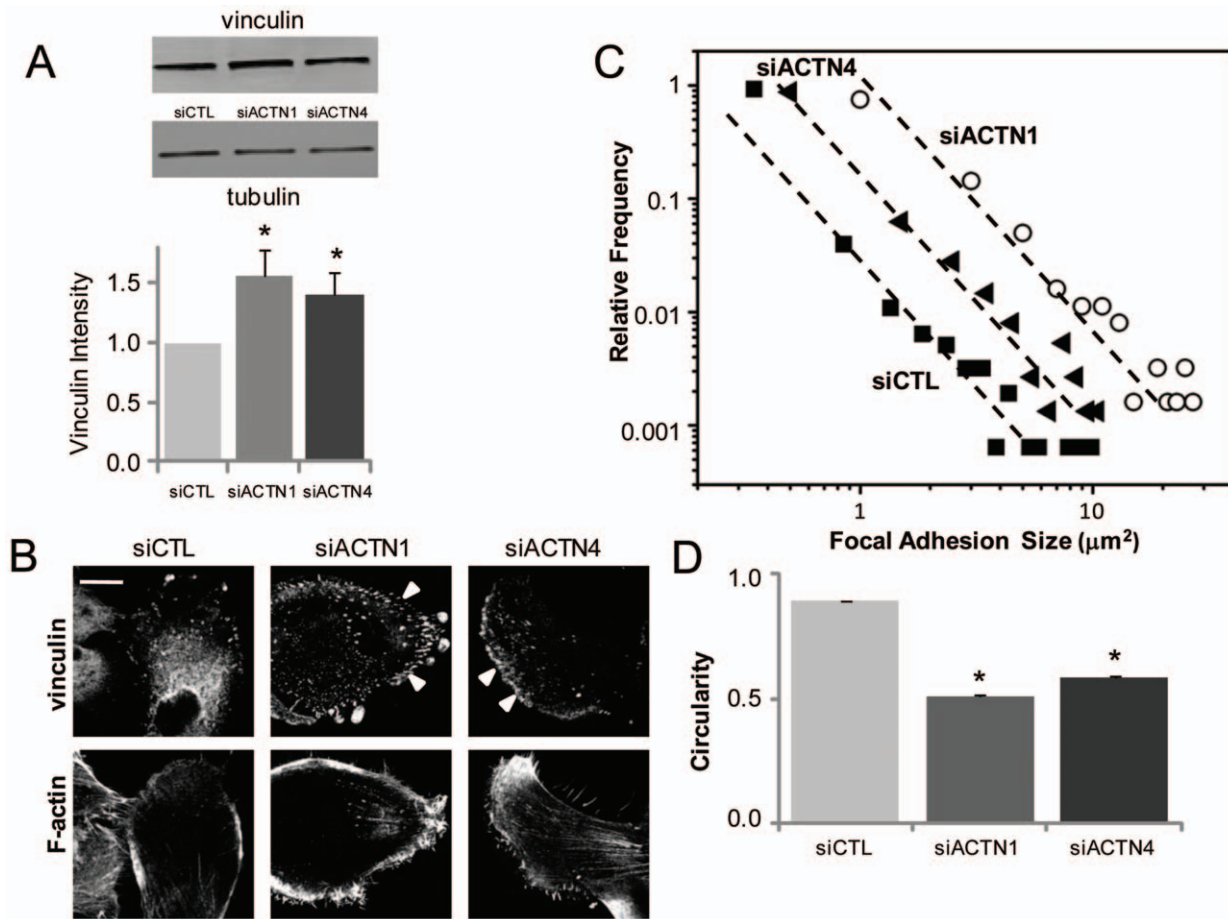 A
vinculin
siCTL siACTN1 siACTN4
tubulin
* *
Vinculin Intensity
1.5
1.0
0.5
0.0
siCTL siACTN1 siACTN4
B
siCTL siACTN1 siACTN4
vinculin
F-actin
C
siACTN4
siACTN1
siCTL
Relative Frequency
1
0.1
0.01
0.001
1 10
Focal Adhesion Size (μm²)
D
Circularity
1.0
0.5
0.0
* *
siCTL siACTN1 siACTN4